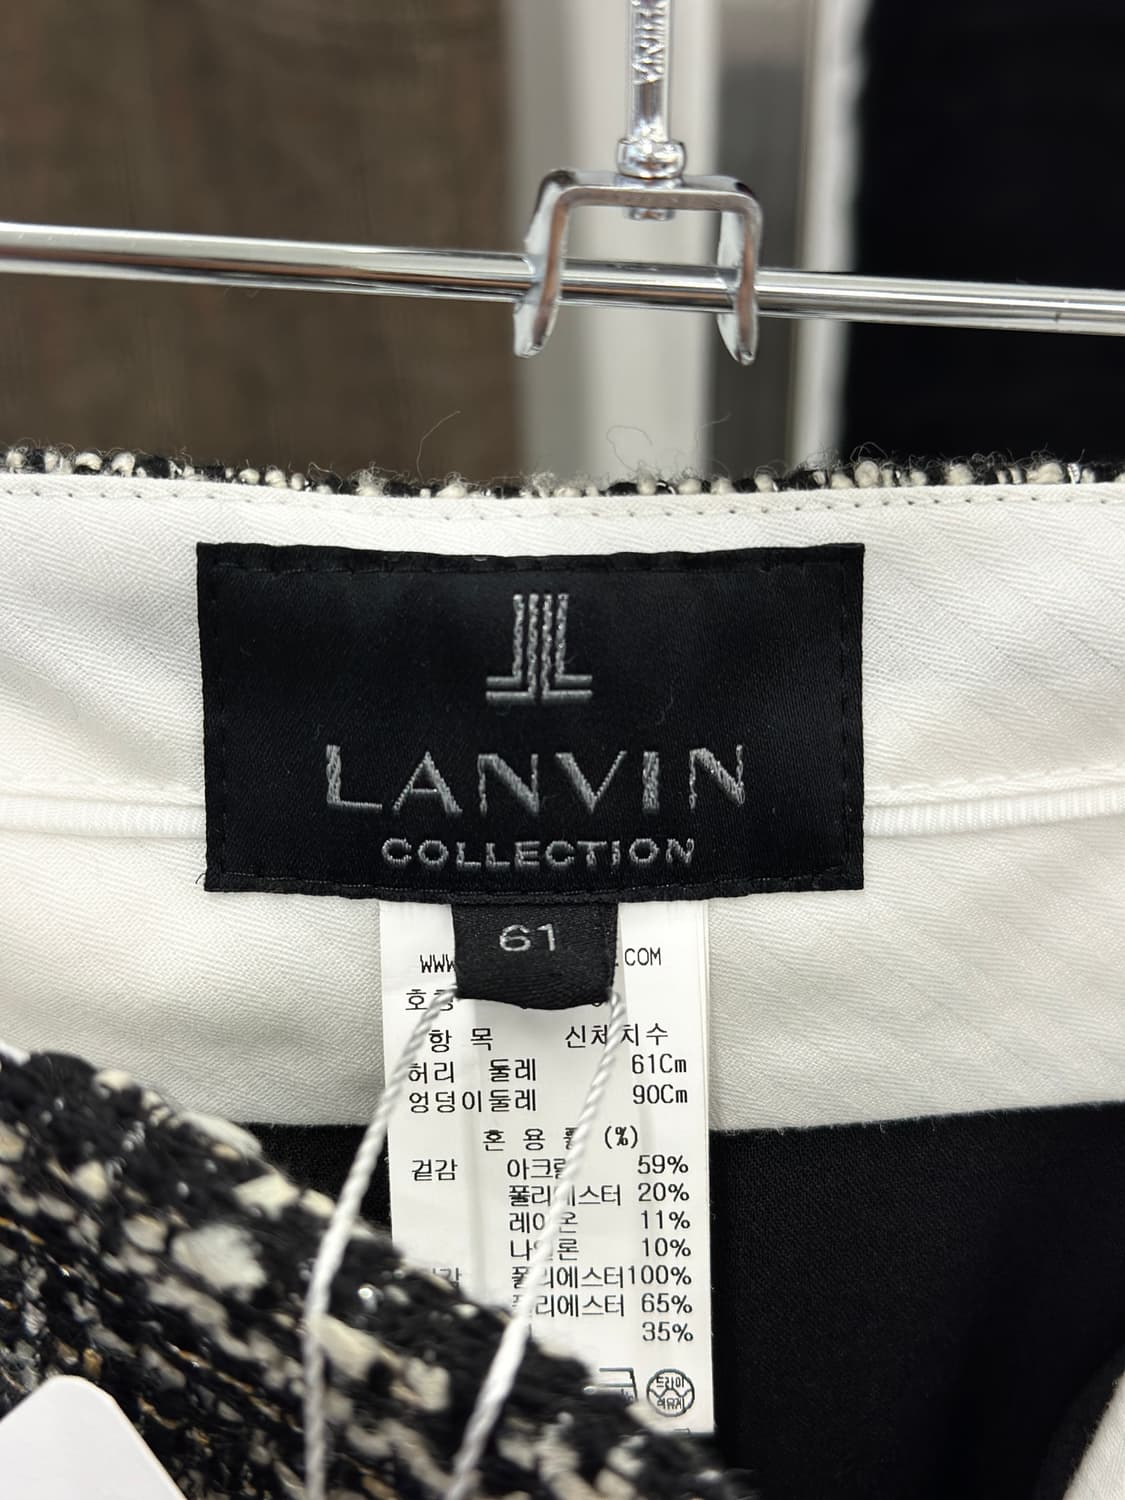 LANVIN
COLLECTION
61
.COM
항 목 신체치수
허리 둘레 61Cm
엉덩이둘레 90Cm
혼 용 률 (%)
겉감 아크릴 59%
폴리에스터 20%
레이온 11%
나일론 10%
폴리에스터100%
폴리에스터 65%
35%
드라이